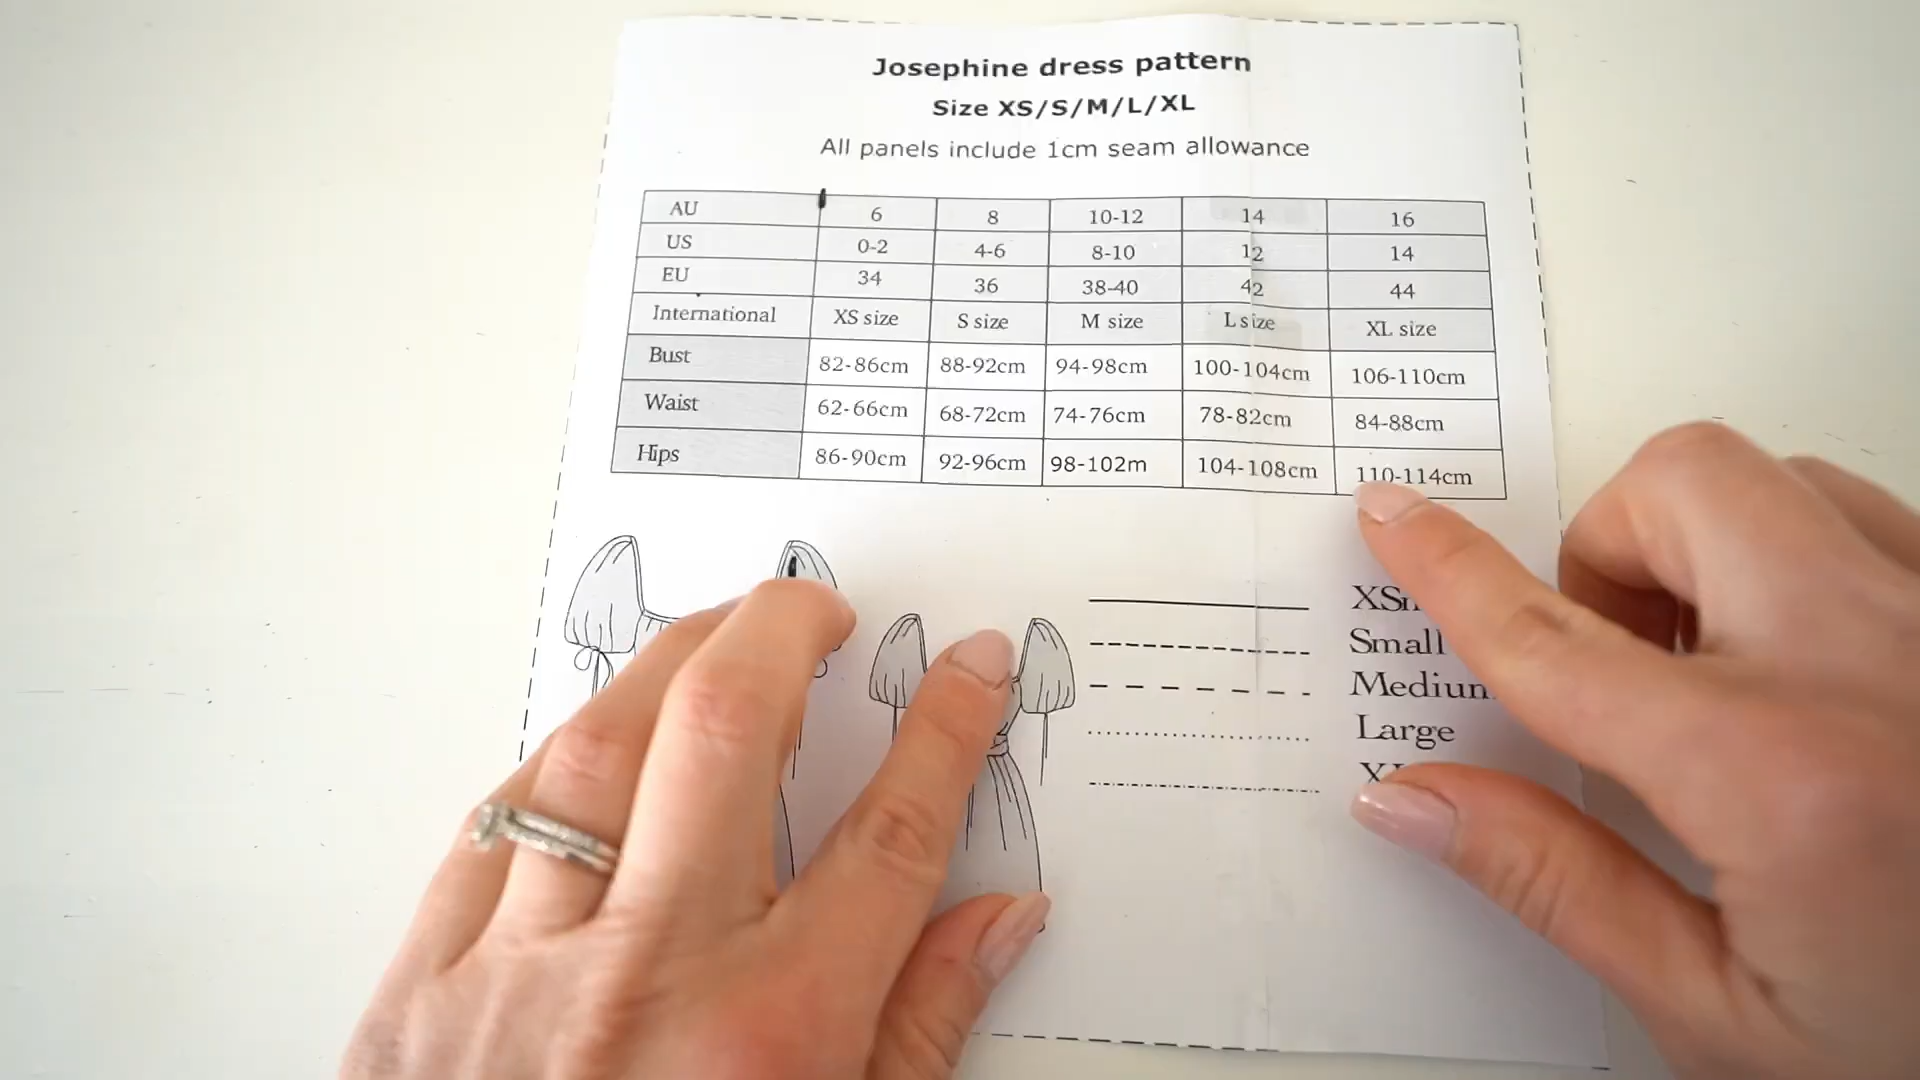 Josephine dress pattern
Size XS/S/M/L/XL
All panels include 1cm seam allowance
AU 6 8 10-12 14 16
US 0-2 4-6 8-10 12 14
EU 34 36 38-40 42 44
International XS size S size M size L size XL size
Bust 82-86cm 88-92cm 94-98cm 100-104cm 106-110cm
Waist 62-66cm 68-72cm 74-76cm 78-82cm 84-88cm
Hips 86-90cm 92-96cm 98-102m 104-108cm 110-114cm
Small
Large